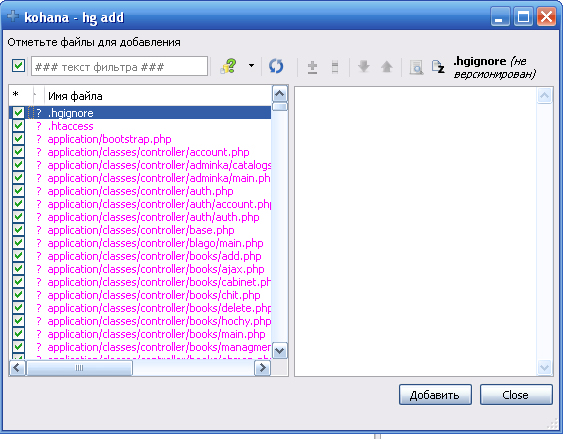 kohana - hg add
Отметьте файлы для добавления
### текст фильтра ###
.hgignore (не
версионирован)
* Имя файла
? .hgignore
? .htaccess
? application/bootstrap.php
? application/classes/controller/account.php
? application/classes/controller/adminka/catalogs
? application/classes/controller/adminka/main.ph
? application/classes/controller/auth.php
? application/classes/controller/auth/account.php
? application/classes/controller/auth/auth.php
? application/classes/controller/base.php
? application/classes/controller/blago/main.php
? application/classes/controller/books/add.php
? application/classes/controller/books/ajax.php
? application/classes/controller/books/cabinet.php
? application/classes/controller/books/chit.php
? application/classes/controller/books/delete.php
? application/classes/controller/books/hochy.php
? application/classes/controller/books/main.php
? application/classes/controller/books/managmer
Добавить Close